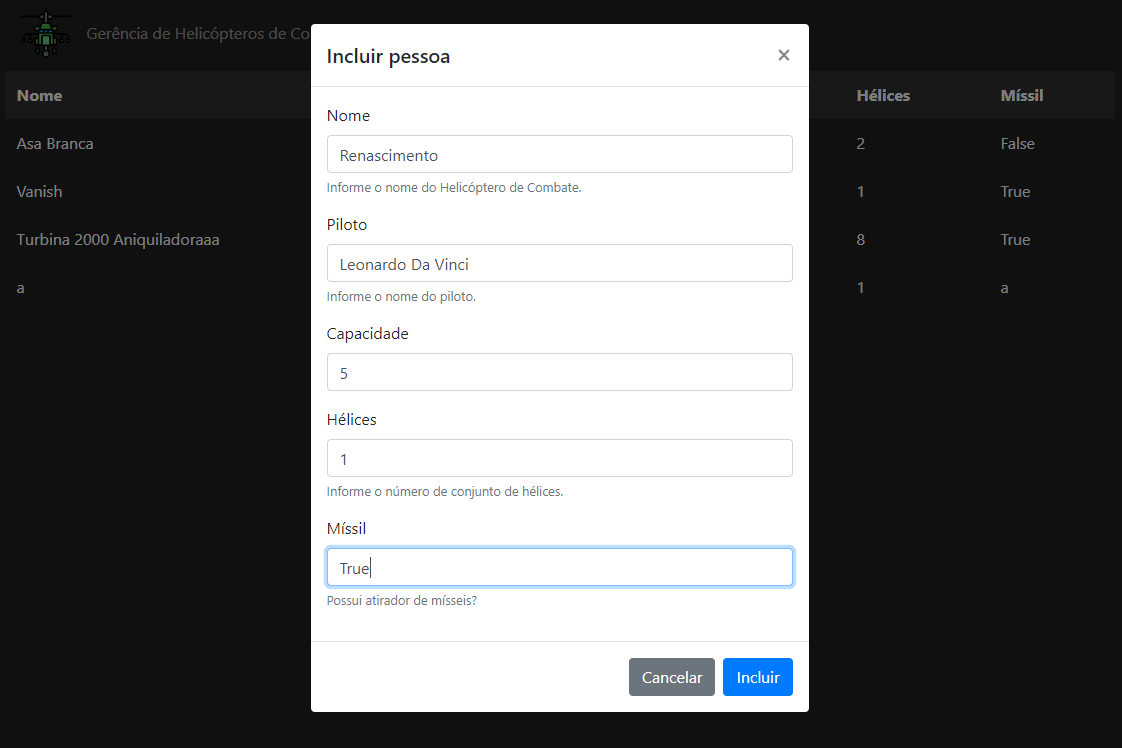 Gerência de Helicópteros de Co
Incluir pessoa
×
Nome
Hélices
Míssil
Asa Branca
2
False
Vanish
1
True
Turbina 2000 Aniquiladoraaa
8
True
a
1
a
Nome
Renascimento
Informe o nome do Helicóptero de Combate.
Piloto
Leonardo Da Vinci
Informe o nome do piloto.
Capacidade
5
Hélices
1
Informe o número de conjunto de hélices.
Míssil
True
Possui atirador de mísseis?
Cancelar
Incluir